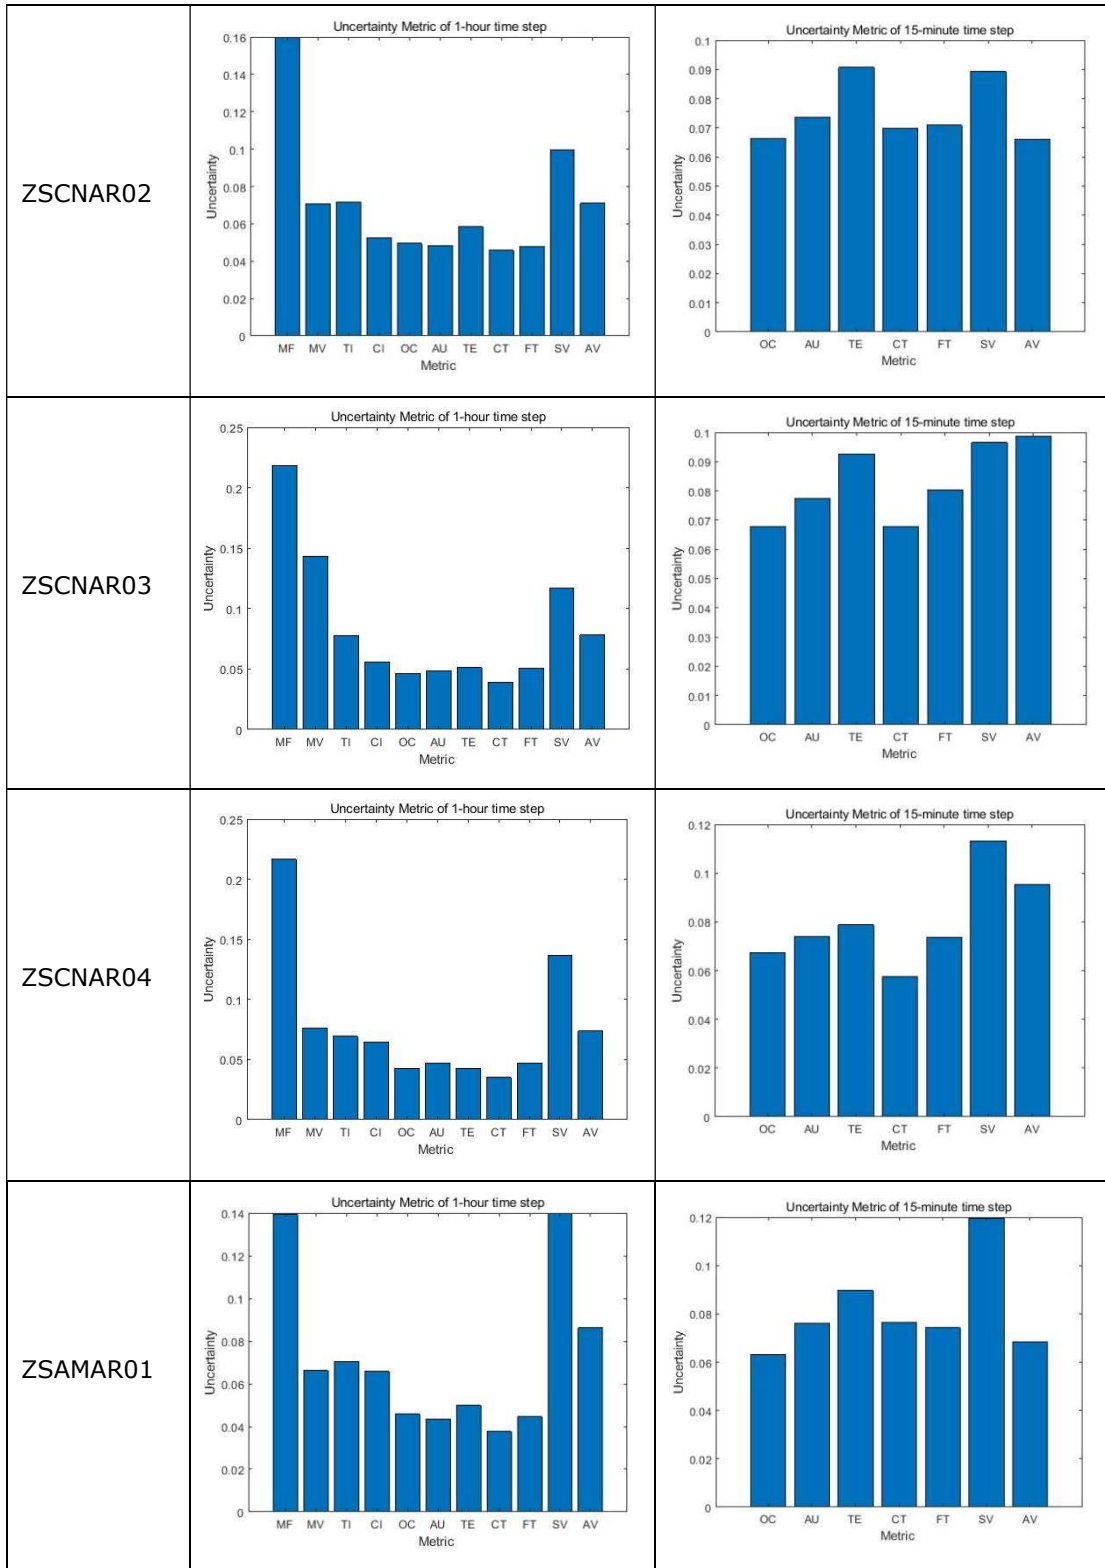 ZSCNAR02
Uncertainty Metric of 1-hour time step
0.16
0.14
0.12
0.1
0.08
0.06
0.04
0.02
0
Uncertainty
MF MV TI CI OC AU TE CT FT SV AV
Metric
Uncertainty Metric of 15-minute time step
0.1
0.09
0.08
0.07
0.06
0.05
0.04
0.03
0.02
0.01
0
Uncertainty
OC AU TE CT FT SV AV
Metric
ZSCNAR03
Uncertainty Metric of 1-hour time step
0.25
0.2
0.15
0.1
0.05
0
Uncertainty
MF MV TI CI OC AU TE CT FT SV AV
Metric
Uncertainty Metric of 15-minute time step
0.1
0.09
0.08
0.07
0.06
0.05
0.04
0.03
0.02
0.01
0
Uncertainty
OC AU TE CT FT SV AV
Metric
ZSCNAR04
Uncertainty Metric of 1-hour time step
0.25
0.2
0.15
0.1
0.05
0
Uncertainty
MF MV TI CI OC AU TE CT FT SV AV
Metric
Uncertainty Metric of 15-minute time step
0.12
0.1
0.08
0.06
0.04
0.02
0
Uncertainty
OC AU TE CT FT SV AV
Metric
ZSAMAR01
Uncertainty Metric of 1-hour time step
0.14
0.12
0.1
0.08
0.06
0.04
0.02
0
Uncertainty
MF MV TI CI OC AU TE CT FT SV AV
Metric
Uncertainty Metric of 15-minute time step
0.12
0.1
0.08
0.06
0.04
0.02
0
Uncertainty
OC AU TE CT FT SV AV
Metric